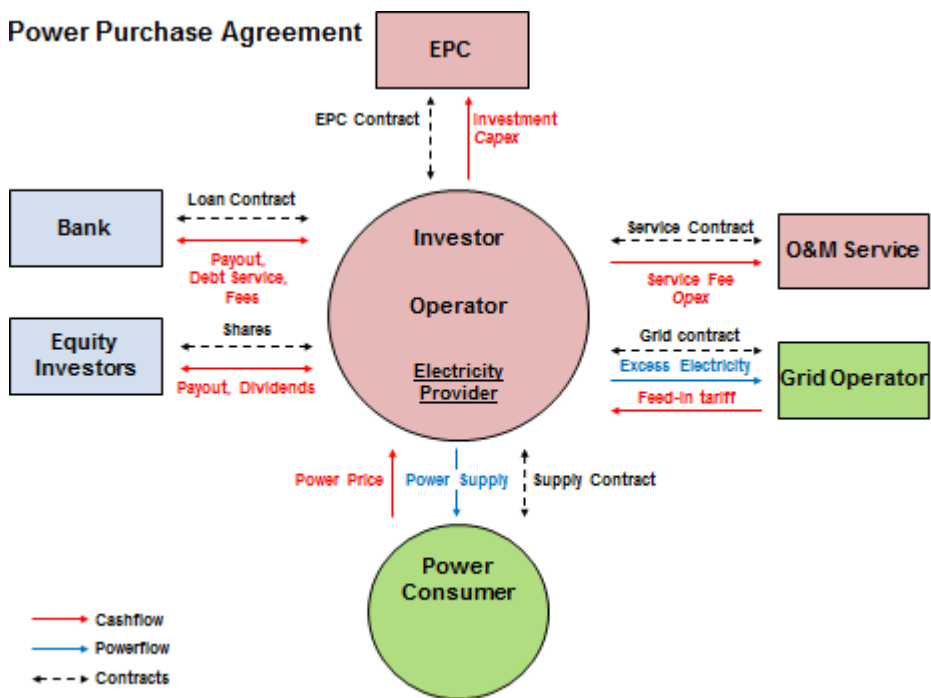 Power Purchase Agreement
EPC
EPC Contract
Investment
Capex
Bank
Loan Contract
Payout,
Debt Service,
Fees
Investor
Operator
Electricity
Provider
Service Contract
Service Fee
Opex
O&M Service
Equity
Investors
Shares
Payout, Dividends
Grid contract
Excess Electricity
Feed-in tariff
Grid Operator
Power Price
Power Supply
Supply Contract
Power
Consumer
Cashflow
Powerflow
Contracts